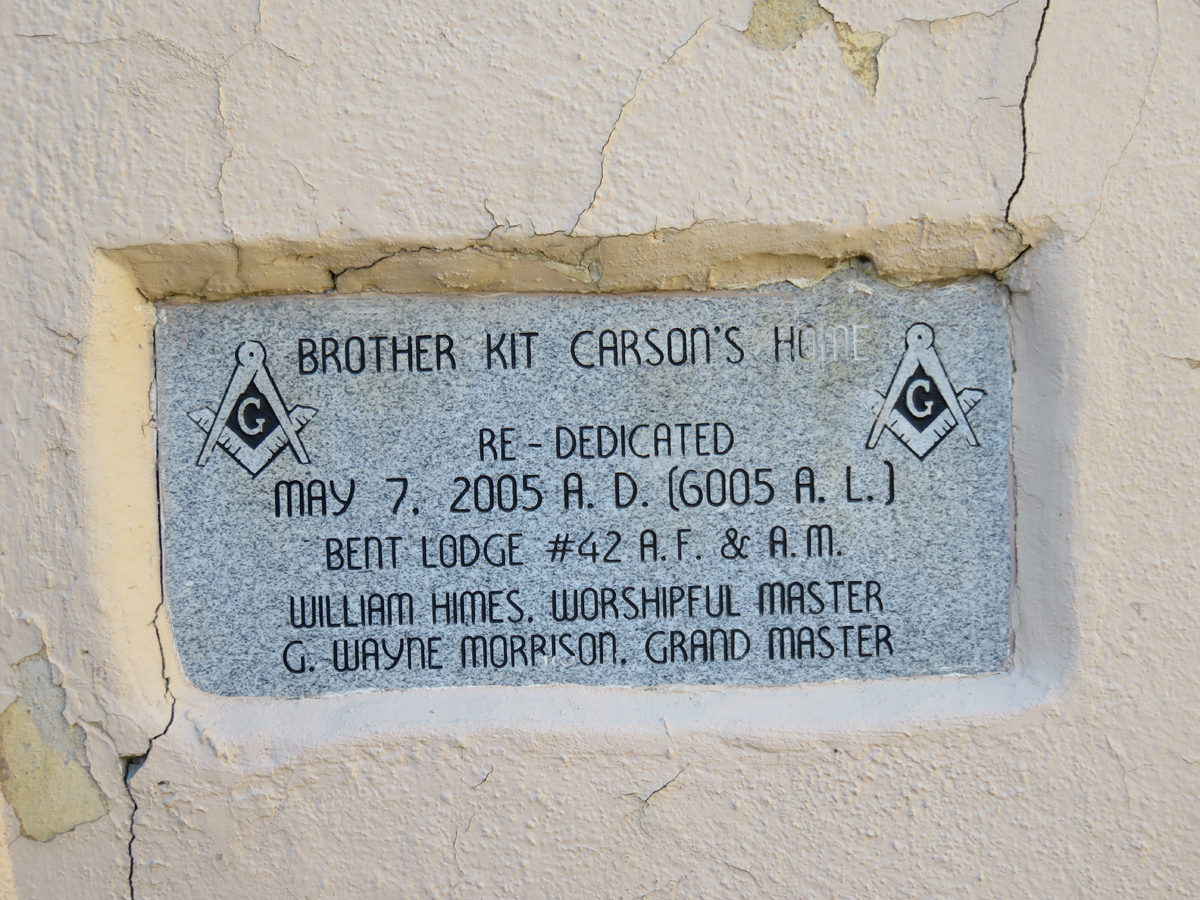 BROTHER KIT CARSON'S HOME
G
G
RE - DEDICATED
MAY 7, 2005 A. D. (6005 A. L.)
BENT LODGE #42 A. F. & A. M.
WILLIAM HIMES, WORSHIPFUL MASTER
G. WAYNE MORRISON, GRAND MASTER